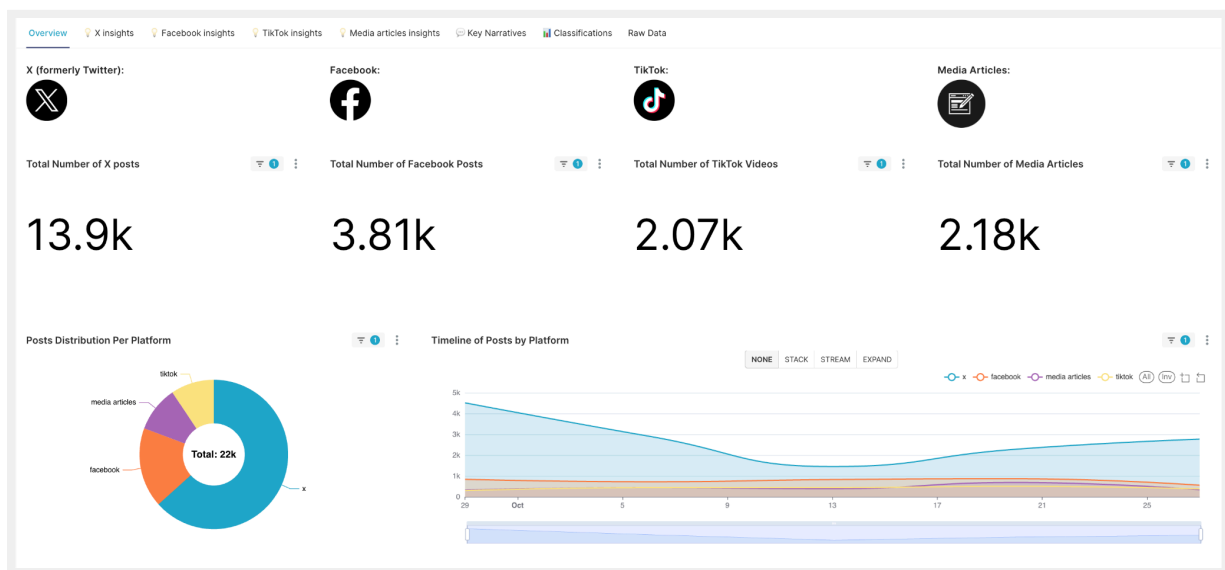 Overview
X insights
Facebook insights
TikTok insights
Media articles insights
Key Narratives
Classifications
Raw Data
X (formerly Twitter):
Facebook:
TikTok:
Media Articles:
Total Number of X posts
1
Total Number of Facebook Posts
1
Total Number of TikTok Videos
1
Total Number of Media Articles
1
13.9k
3.81k
2.07k
2.18k
Posts Distribution Per Platform
1
tiktok
media articles
facebook
x
Total: 22k
Timeline of Posts by Platform
1
NONE STACK STREAM EXPAND
x facebook media articles tiktok All Inv
5k
4k
3k
2k
1k
0
29 Oct 5 9 13 17 21 25